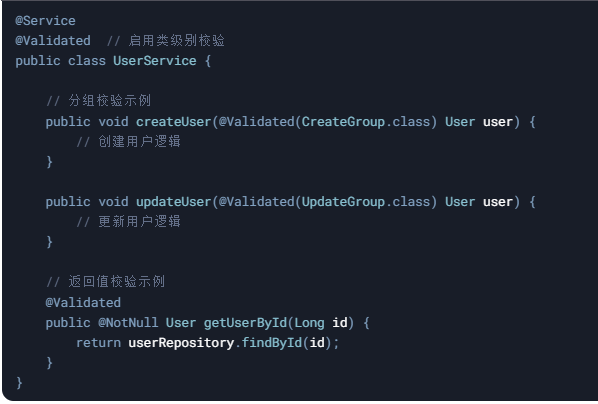 @Service
@Validated  // 启用类级别校验
public class UserService {

    // 分组校验示例
    public void createUser(@Validated(CreateGroup.class) User user) {
        // 创建用户逻辑
    }

    public void updateUser(@Validated(UpdateGroup.class) User user) {
        // 更新用户逻辑
    }

    // 返回值校验示例
    @Validated
    public @NotNull User getUserById(Long id) {
        return userRepository.findById(id);
    }
}